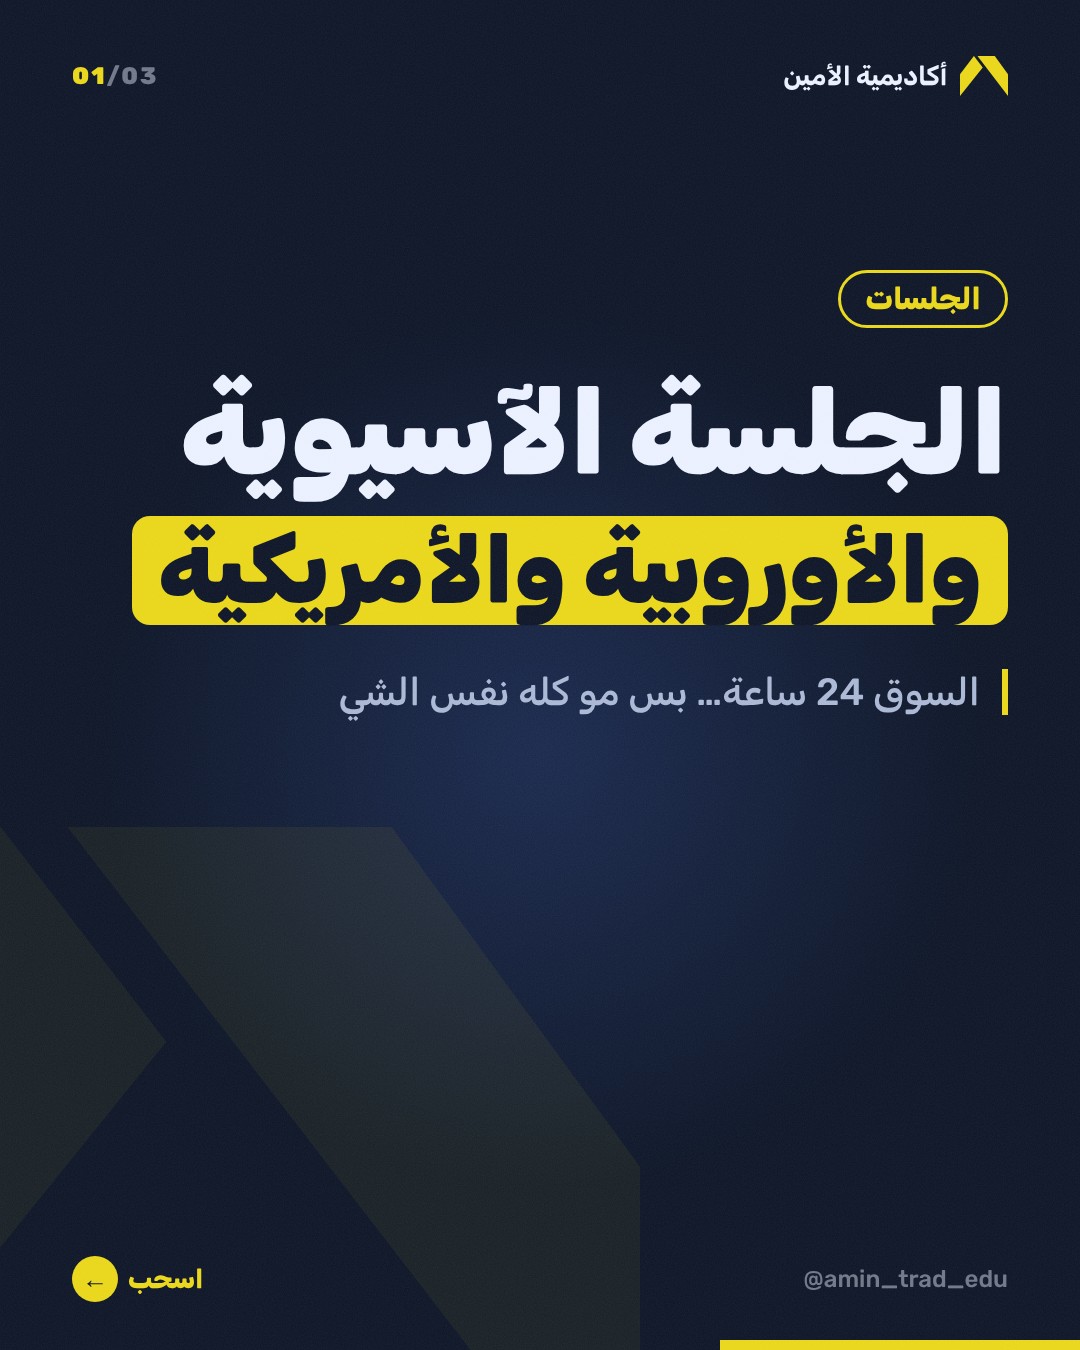 أكاديمية الأمين
01/03
الجلسات
الجلسة الآسيوية
والأوروبية والأمريكية
السوق 24 ساعة... بس مو كله نفس الشي
@amin_trad_edu
اسحب ←